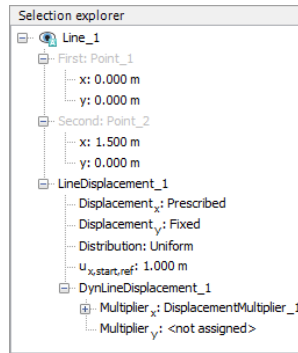 Selection explorer
Line_1
First: Point_1
x: 0.000 m
y: 0.000 m
Second: Point_2
x: 1.500 m
y: 0.000 m
LineDisplacement_1
Displacementx: Prescribed
Displacementy: Fixed
Distribution: Uniform
ux,start,ref: 1.000 m
DynLineDisplacement_1
Multiplierx: DisplacementMultiplier_1
Multipliery: <not assigned>